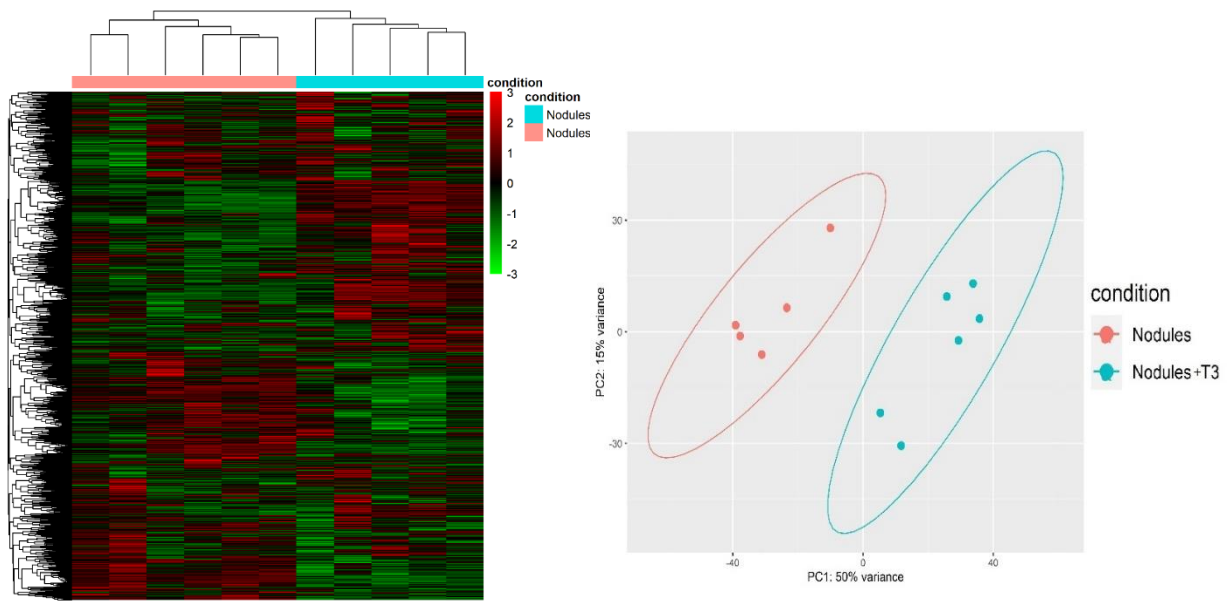 condition
3
2
1
0
-1
-2
-3
condition
Nodules
Nodules
PC2: 15% variance
30
0
-30
-40
0
40
PC1: 50% variance
condition
Nodules
Nodules+T3